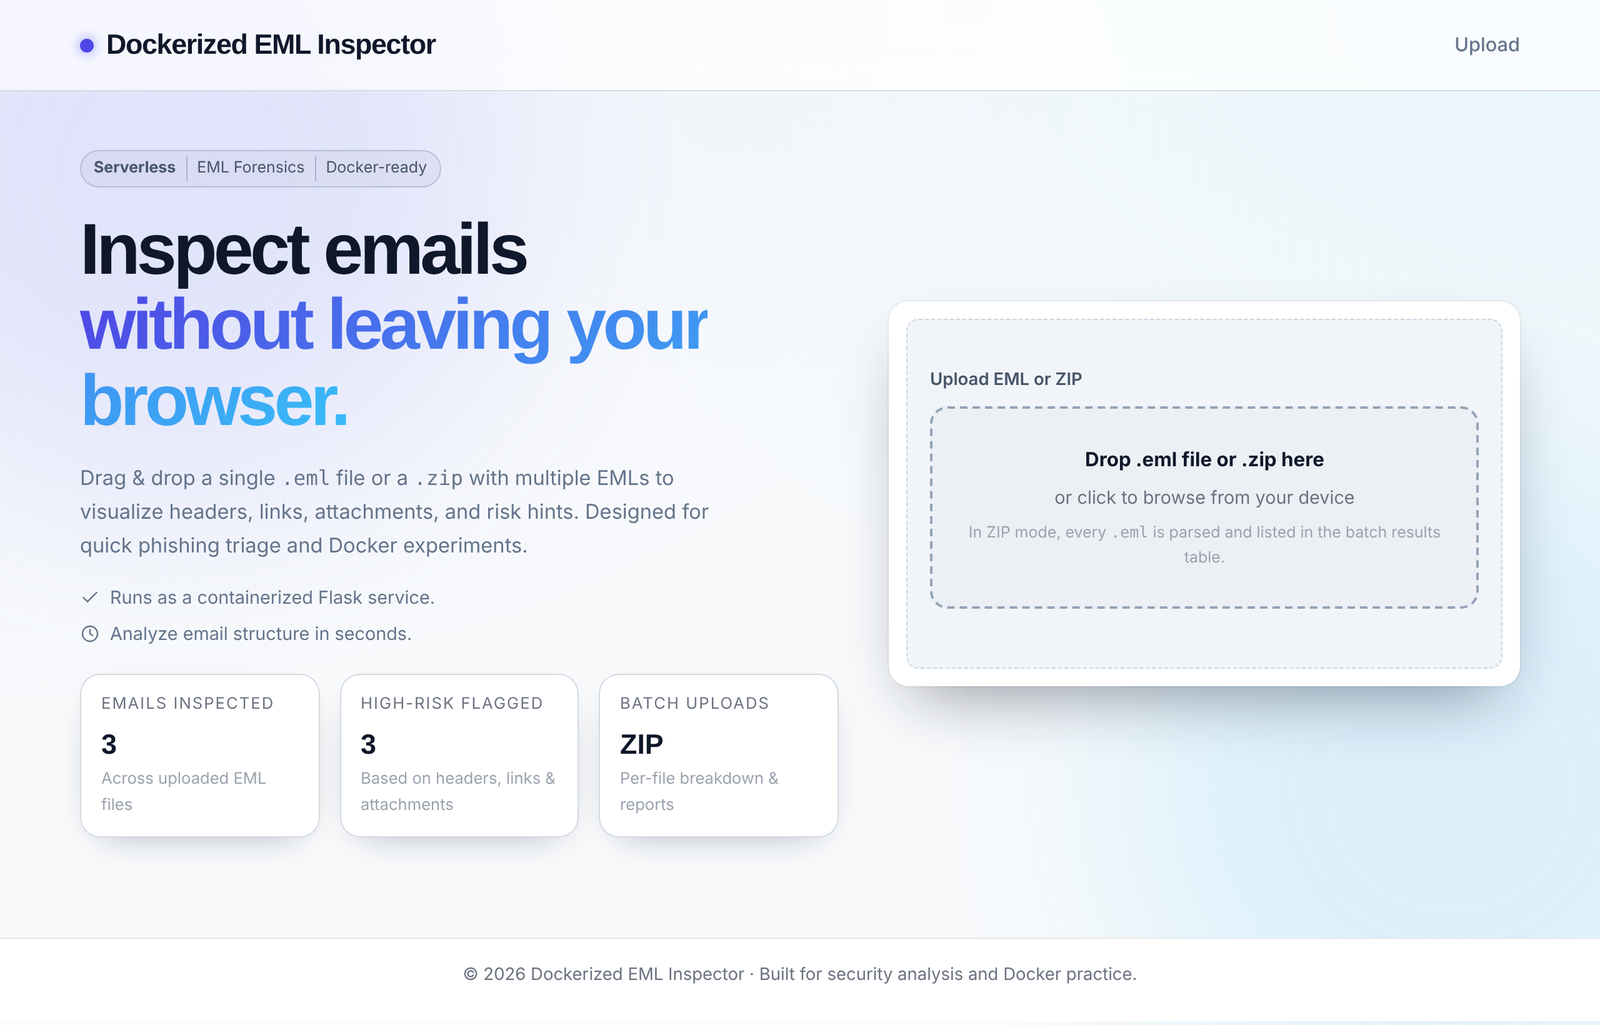 Dockerized EML Inspector
Upload
Serverless
EML Forensics
Docker-ready
Inspect emails
without leaving your
browser.
Drag & drop a single .eml file or a .zip with multiple EMLs to
visualize headers, links, attachments, and risk hints. Designed for
quick phishing triage and Docker experiments.
Runs as a containerized Flask service.
Analyze email structure in seconds.
EMAILS INSPECTED
3
Across uploaded EML
files
HIGH-RISK FLAGGED
3
Based on headers, links &
attachments
BATCH UPLOADS
ZIP
Per-file breakdown &
reports
Upload EML or ZIP
Drop .eml file or .zip here
or click to browse from your device
In ZIP mode, every .eml is parsed and listed in the batch results
table.
© 2026 Dockerized EML Inspector · Built for security analysis and Docker practice.